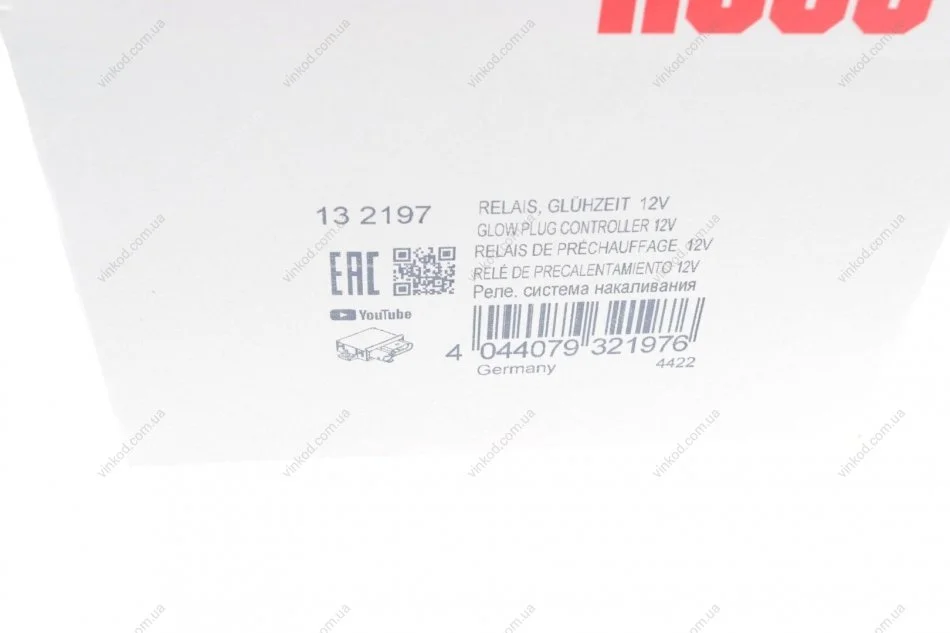 13 2197
RELAIS, GLÜHZEIT 12V
GLOW PLUG CONTROLLER 12V
RELAIS DE PRÉCHAUFFAGE 12V
RELÉ DE PRECALENTAMIENTO 12V
Реле. система накаливания
EAC
YouTube
4 044079 321976
Germany
4422
vinkod.com.ua